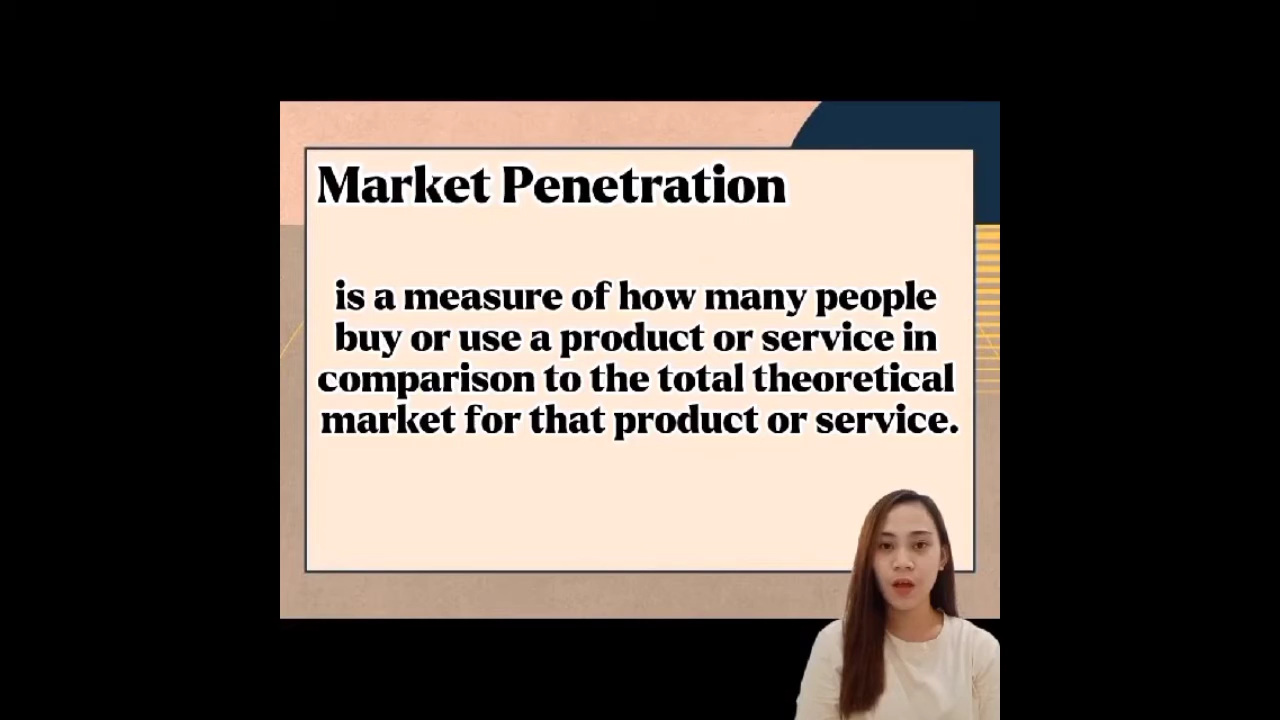 Market Penetration
is a measure of how many people
buy or use a product or service in
comparison to the total theoretical
market for that product or service.